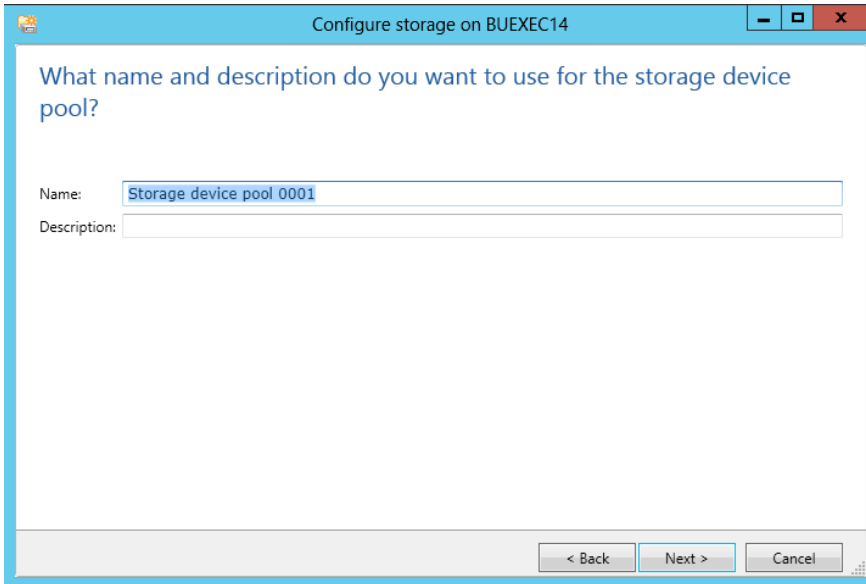 Configure storage on BUEXEC14
What name and description do you want to use for the storage device
pool?
Name: Storage device pool 0001
Description:
< Back Next > Cancel